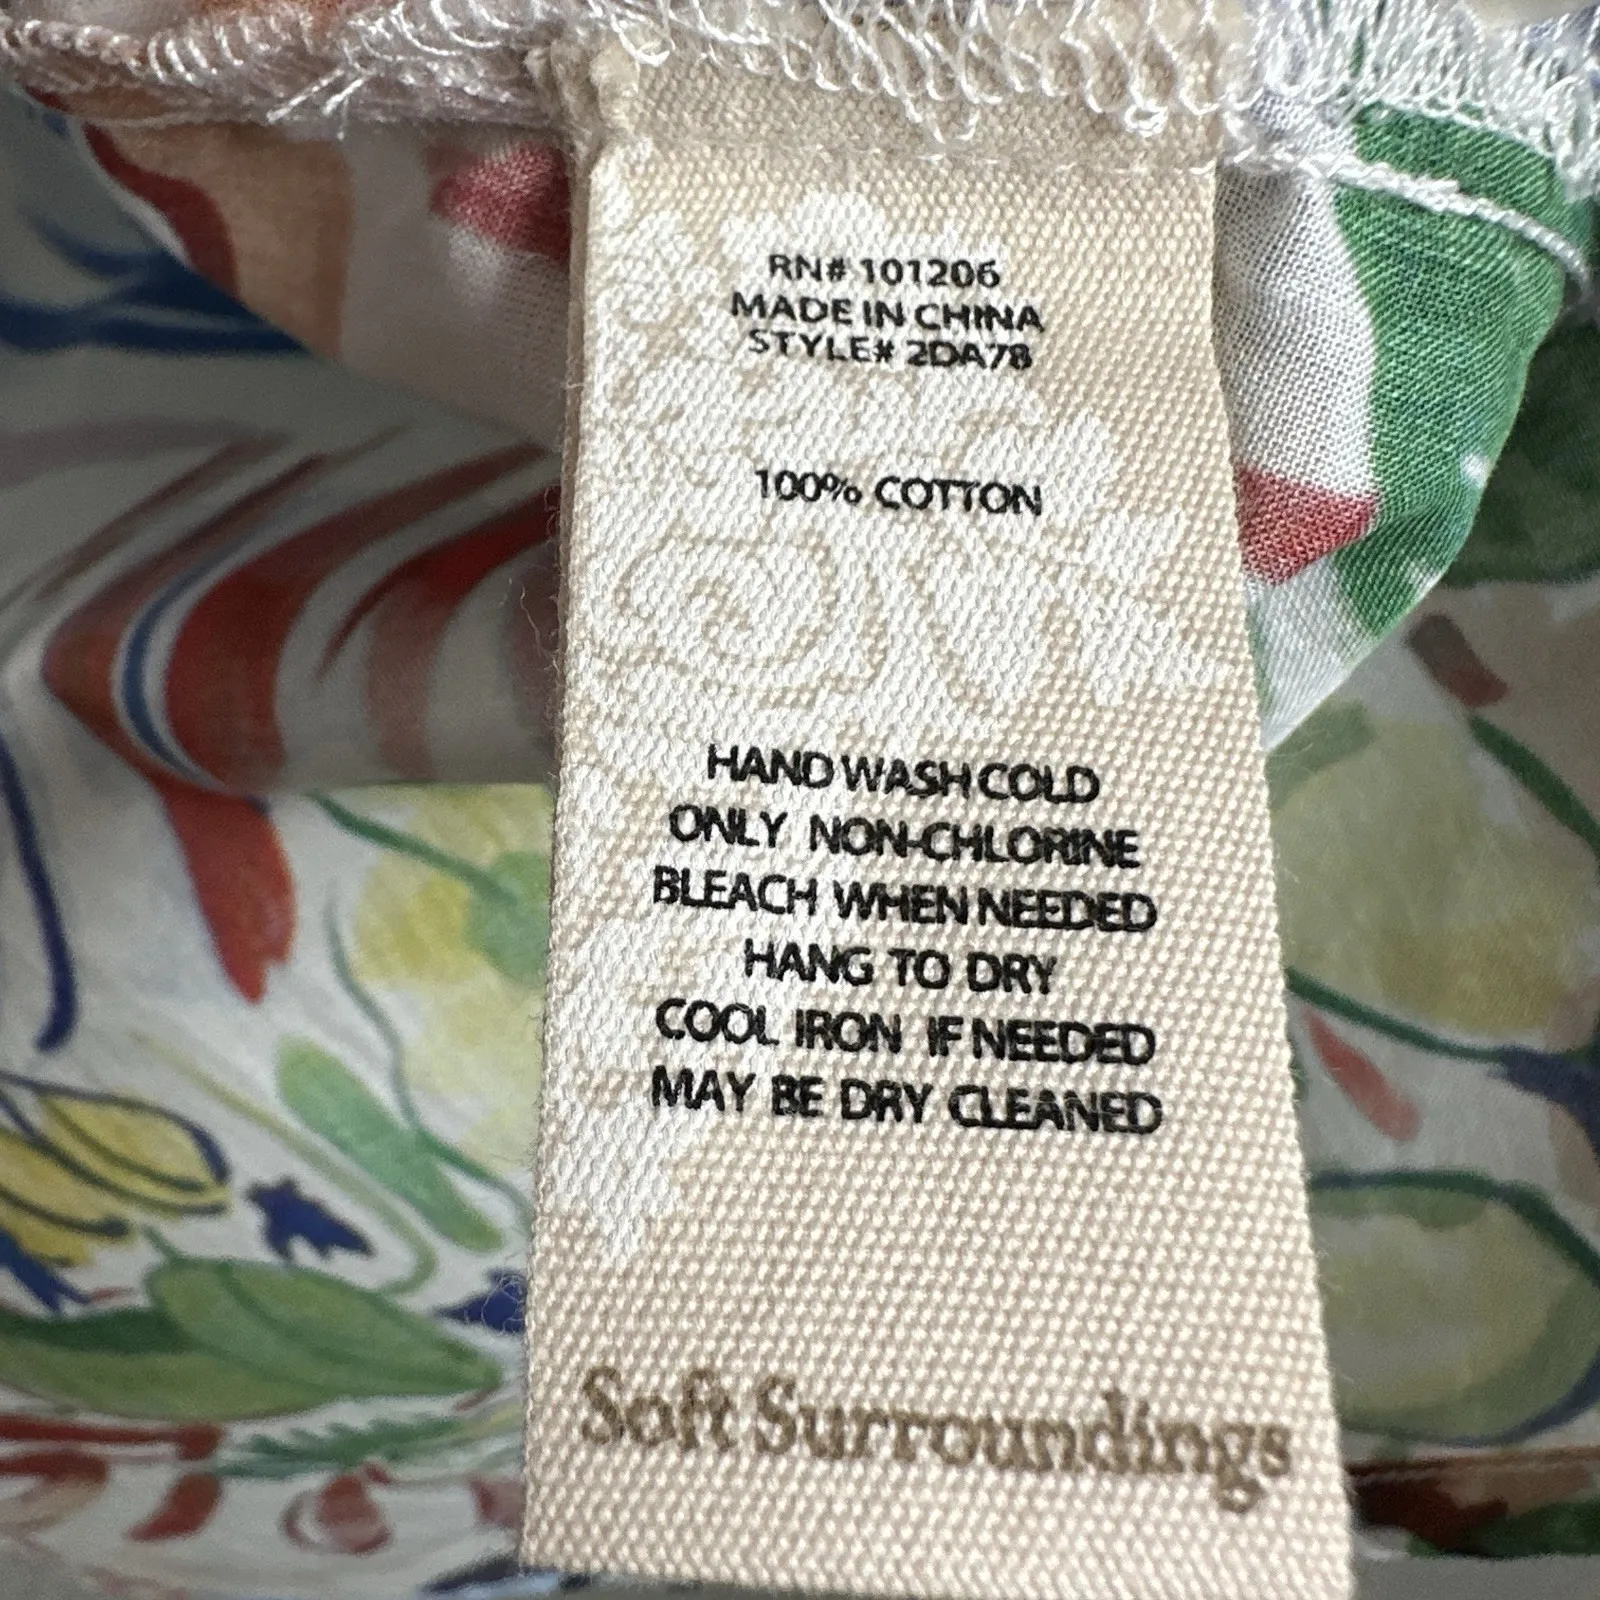 RN# 101206
MADE IN CHINA
STYLE# 2DA78
100% COTTON
HAND WASH COLD
ONLY NON-CHLORINE
BLEACH WHEN NEEDED
HANG TO DRY
COOL IRON IF NEEDED
MAY BE DRY CLEANED
Soft Surroundings